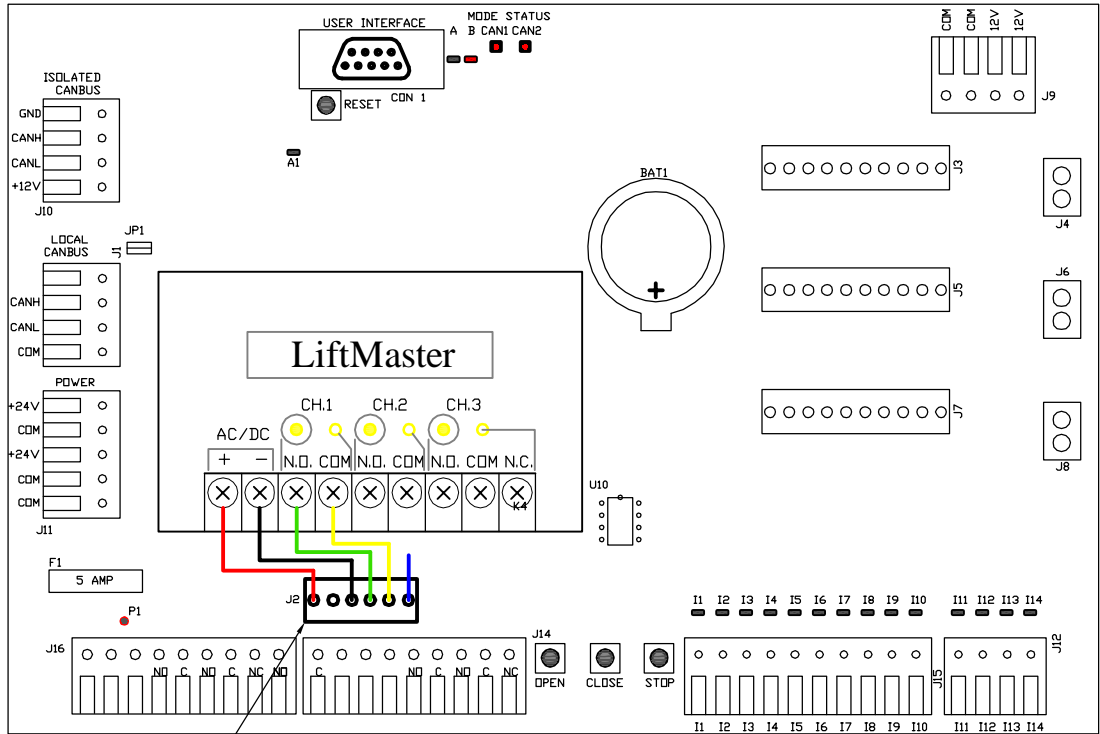 USER INTERFACE
A
MODE STATUS
B CAN1 CAN2
CON 1
RESET
A1
COM COM 12V 12V
J9
ISOLATED
CANBUS
GND
CANH
CANL
+12V
J10
LOCAL
CANBUS
J1
JP1
CANH
CANL
COM
POWER
+24V
COM
+24V
COM
COM
J11
F1
5 AMP
P1
BAT1
+
J3
J4
J5
J6
J7
J8
LiftMaster
CH.1 CH.2 CH.3
AC/DC
+ − N.O. COM N.O. COM N.O. COM N.C.
K4
U10
J2
J16
NO C NO C NC NO
C NO C NO C NC
J14
OPEN CLOSE STOP
I1 I2 I3 I4 I5 I6 I7 I8 I9 I10 I11 I12 I13 I14
J15
J12
I1 I2 I3 I4 I5 I6 I7 I8 I9 I10 I11 I12 I13 I14